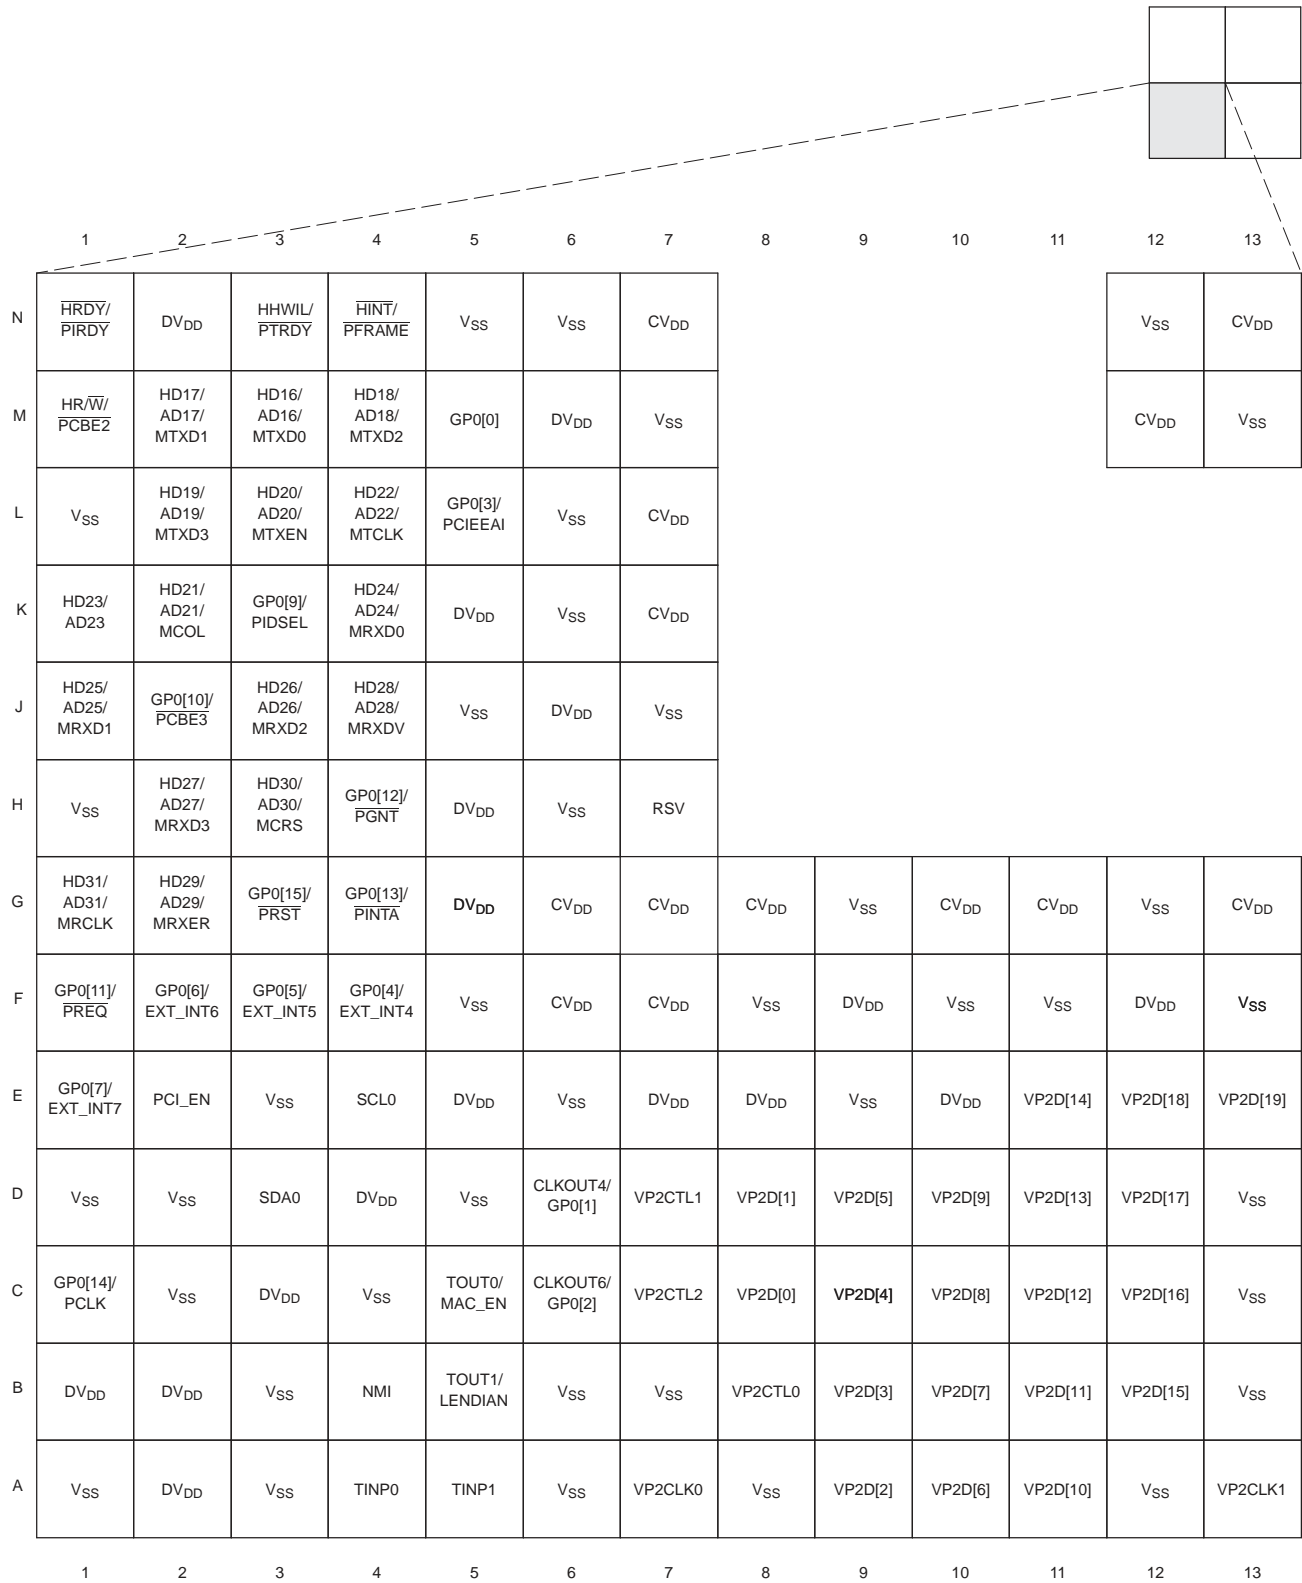 1 2 3 4 5 6 7 8 9 10 11 12 13
N HRDY/ PIRDY DVDD HHWIL/ PTRDY HINT/ PFRAME VSS VSS CVDD VSS CVDD
M HR/W/ PCBE2 HD17/ AD17/ MTXD1 HD16/ AD16/ MTXD0 HD18/ AD18/ MTXD2 GP0[0] DVDD VSS CVDD VSS
L VSS HD19/ AD19/ MTXD3 HD20/ AD20/ MTXEN HD22/ AD22/ MTCLK GP0[3]/ PCIEEAI VSS CVDD
K HD23/ AD23 HD21/ AD21/ MCOL GP0[9]/ PIDSEL HD24/ AD24/ MRXD0 DVDD VSS CVDD
J HD25/ AD25/ MRXD1 GP0[10]/ PCBE3 HD26/ AD26/ MRXD2 HD28/ AD28/ MRXDV VSS DVDD VSS
H VSS HD27/ AD27/ MRXD3 HD30/ AD30/ MCRS GP0[12]/ PGNT DVDD VSS RSV
G HD31/ AD31/ MRCLK HD29/ AD29/ MRXER GP0[15]/ PRST GP0[13]/ PINTA DVDD CVDD CVDD CVDD VSS CVDD CVDD VSS CVDD
F GP0[11]/ PREQ GP0[6]/ EXT_INT6 GP0[5]/ EXT_INT5 GP0[4]/ EXT_INT4 VSS CVDD CVDD VSS DVDD VSS VSS DVDD VSS
E GP0[7]/ EXT_INT7 PCI_EN VSS SCL0 DVDD VSS DVDD DVDD VSS DVDD VP2D[14] VP2D[18] VP2D[19]
D VSS VSS SDA0 DVDD VSS CLKOUT4/ GP0[1] VP2CTL1 VP2D[1] VP2D[5] VP2D[9] VP2D[13] VP2D[17] VSS
C GP0[14]/ PCLK VSS DVDD VSS TOUT0/ MAC_EN CLKOUT6/ GP0[2] VP2CTL2 VP2D[0] VP2D[4] VP2D[8] VP2D[12] VP2D[16] VSS
B DVDD DVDD VSS NMI TOUT1/ LENDIAN VSS VSS VP2CTL0 VP2D[3] VP2D[7] VP2D[11] VP2D[15] VSS
A VSS DVDD VSS TINP0 TINP1 VSS VP2CLK0 VSS VP2D[2] VP2D[6] VP2D[10] VSS VP2CLK1
1 2 3 4 5 6 7 8 9 10 11 12 13